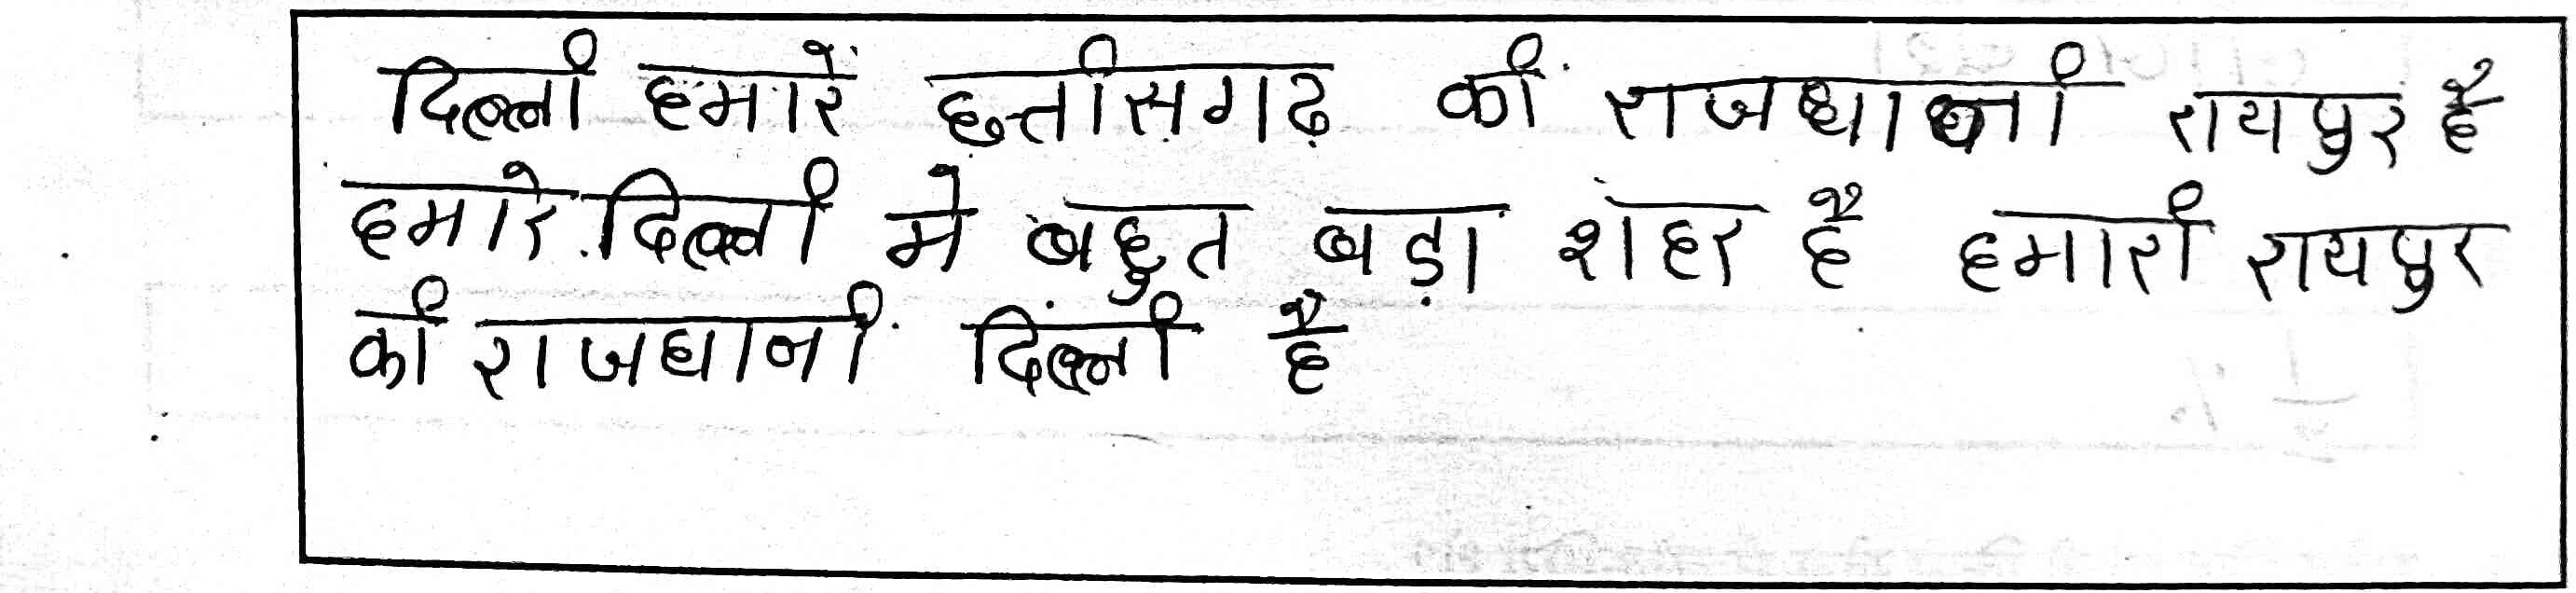 दिल्ली हमारे छत्तीसगढ़ की राजधानी रायपुर है
हमारे दिल्ली मे बहुत बड़ा शेहर है हमारी रायपुर
की राजधानी दिल्ली है